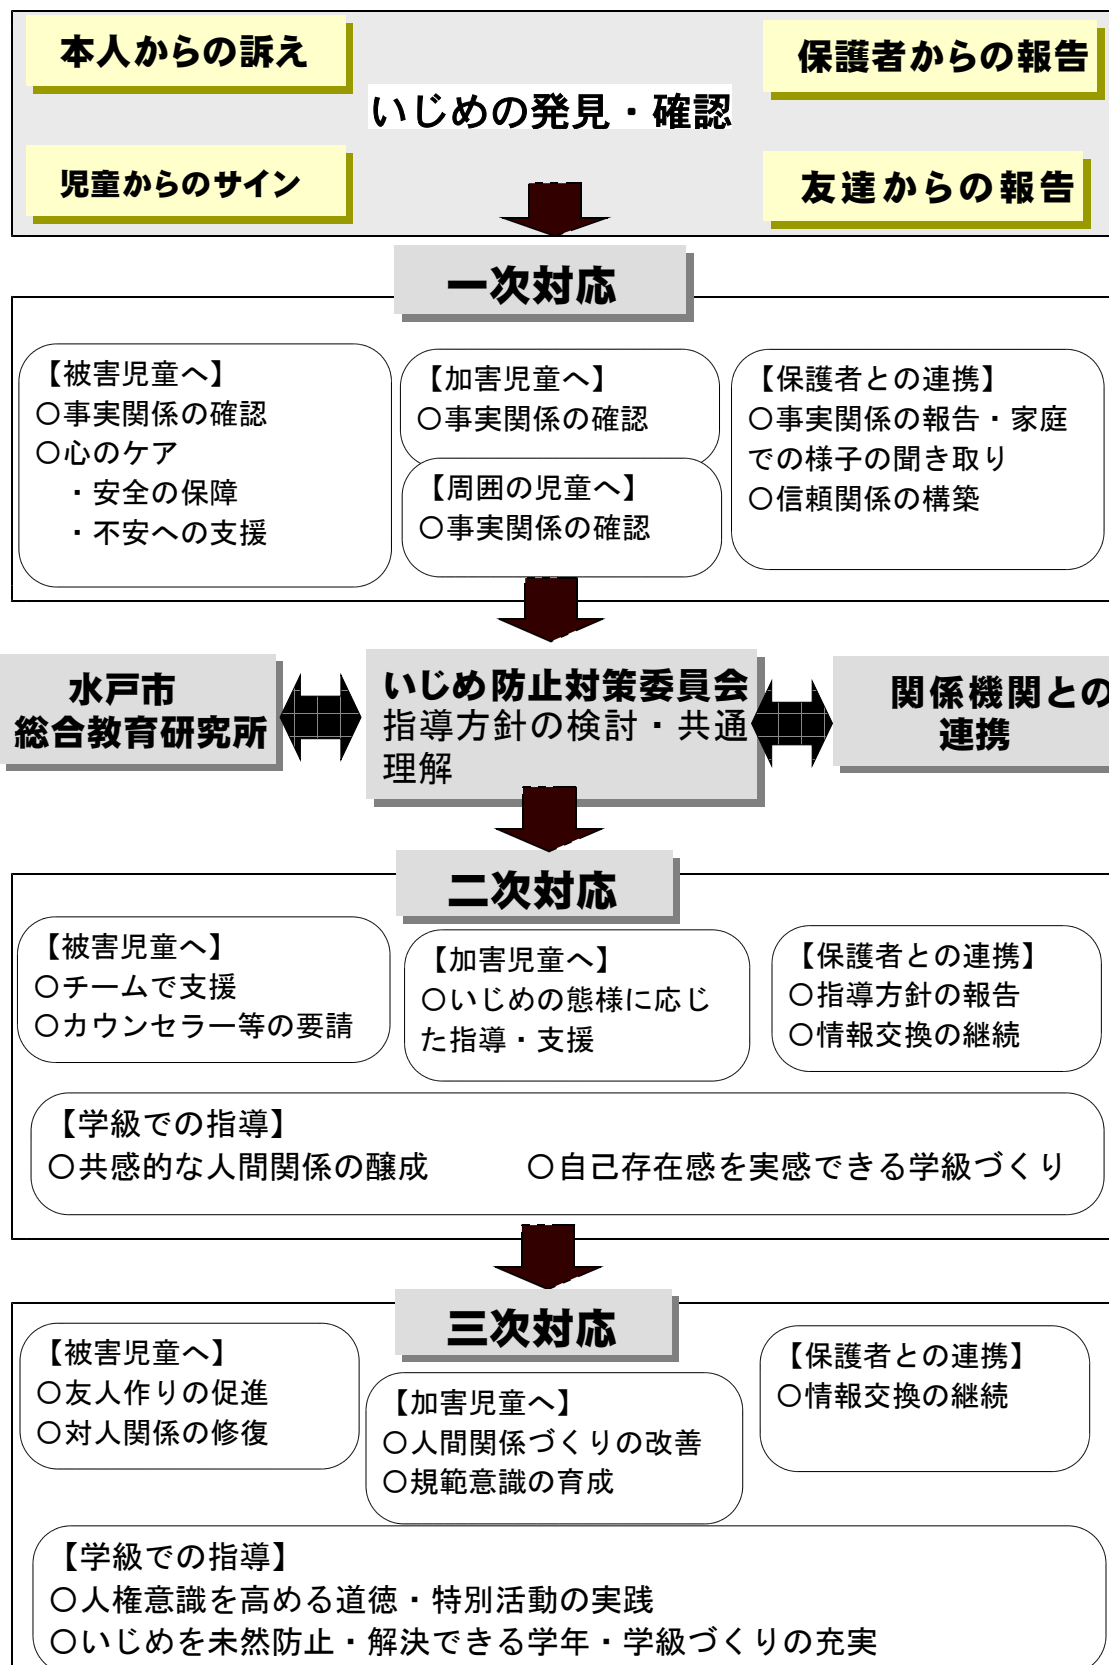 本人からの訴え
保護者からの報告
いじめの発見・確認
児童からのサイン
友達からの報告
一次対応
【被害児童へ】
○事実関係の確認
○心のケア
・安全の保障
・不安への支援
【加害児童へ】
○事実関係の確認
【周囲の児童へ】
○事実関係の確認
【保護者との連携】
○事実関係の報告・家庭
での様子の聞き取り
○信頼関係の構築
水戸市
総合教育研究所
いじめ防止対策委員会
指導方針の検討・共通
理解
関係機関との
連携
二次対応
【被害児童へ】
○チームで支援
○カウンセラー等の要請
【加害児童へ】
○いじめの態様に応じ
た指導・支援
【保護者との連携】
○指導方針の報告
○情報交換の継続
【学級での指導】
○共感的な人間関係の醸成　○自己存在感を実感できる学級づくり
三次対応
【被害児童へ】
○友人作りの促進
○対人関係の修復
【加害児童へ】
○人間関係づくりの改善
○規範意識の育成
【保護者との連携】
○情報交換の継続
【学級での指導】
○人権意識を高める道徳・特別活動の実践
○いじめを未然防止・解決できる学年・学級づくりの充実